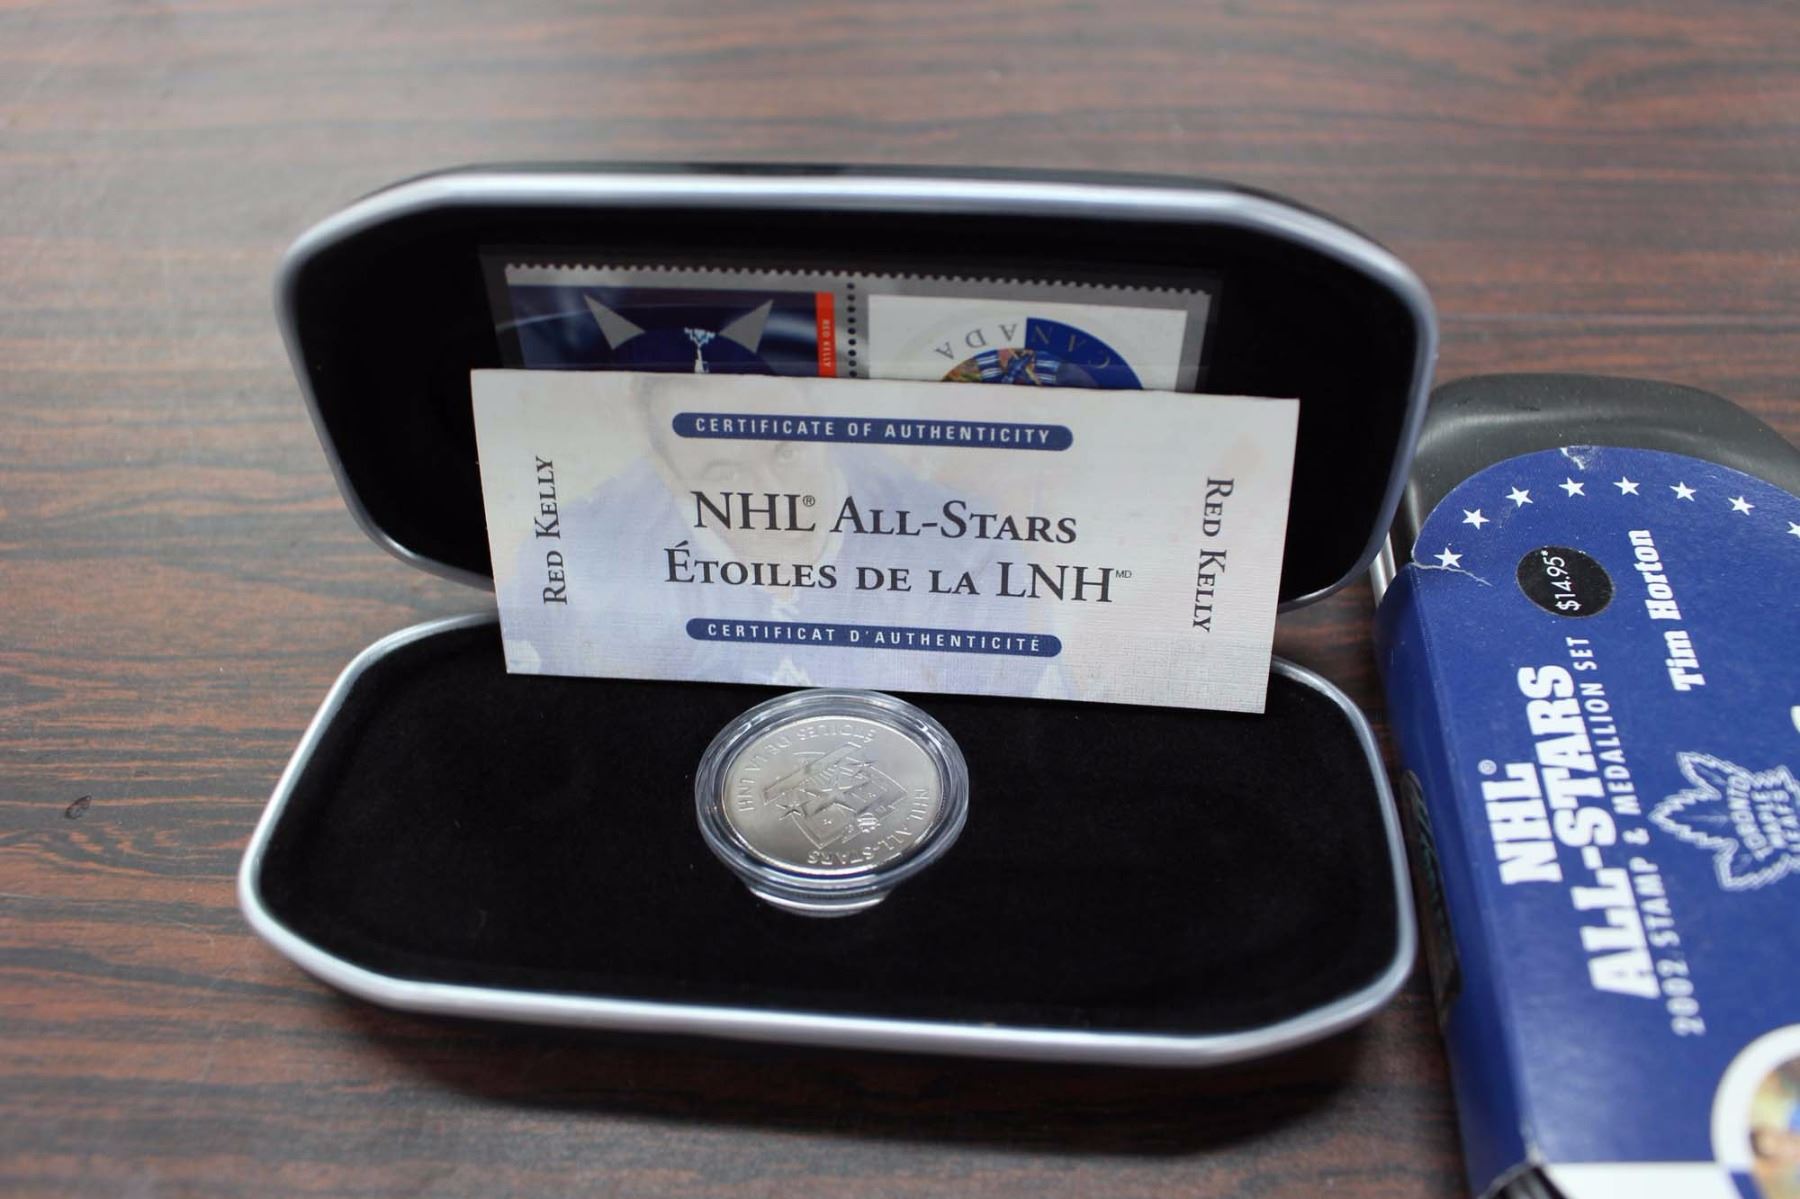 RED KELLY
CANADA
CERTIFICATE OF AUTHENTICITY
RED KELLY
NHL® ALL-STARS
ÉTOILES DE LA LNH MD
RED KELLY
CERTIFICAT D'AUTHENTICITÉ
ÉTOILES DE LA LNH
NHL ALL-STARS
$14.95*
NHL®
ALL-STARS
2002 STAMP & MEDALLION SET
Tim Horton
TORONTO
MAPLE
LEAFS